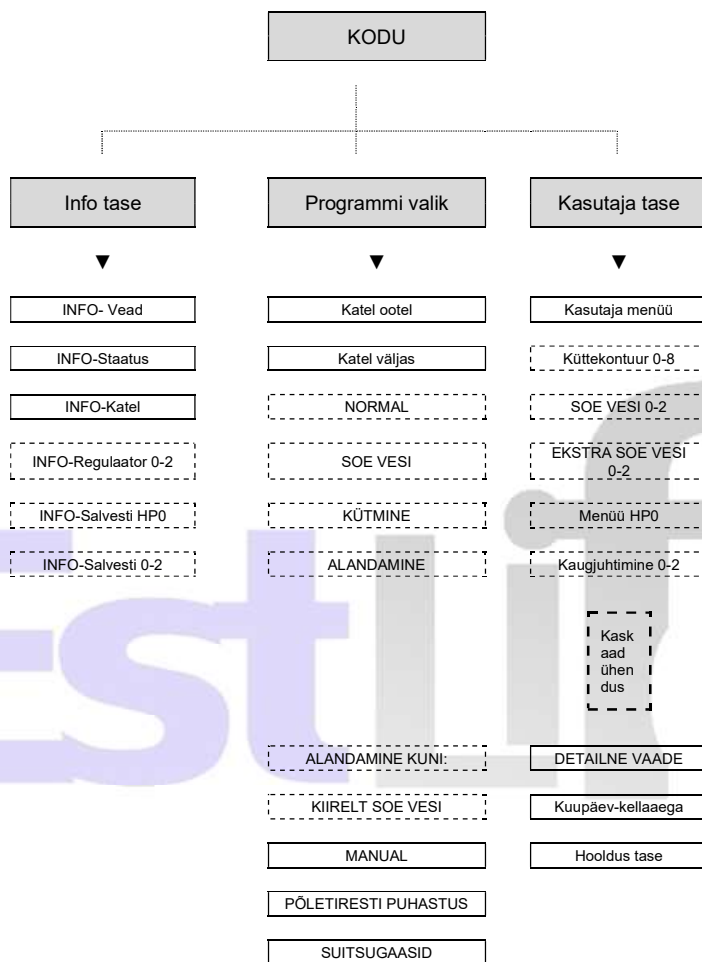 KODU
Info tase
Programmi valik
Kasutaja tase
INFO- Vead
INFO-Staatus
INFO-Katel
INFO-Regulaator 0-2
INFO-Salvesti HP0
INFO-Salvesti 0-2
Katel ootel
Katel väljas
NORMAL
SOE VESI
KÜTMINE
ALANDAMINE
ALANDAMINE KUNI:
KIIRELT SOE VESI
MANUAL
PÕLETIRESTI PUHASTUS
SUITSUGAASID
Kasutaja menüü
Küttekontuur 0-8
SOE VESI 0-2
EKSTRA SOE VESI
0-2
Menüü HP0
Kaugjuhtimine 0-2
Kask
aad
ühen
dus
DETAILNE VAADE
Kuupäev-kellaaega
Hooldus tase